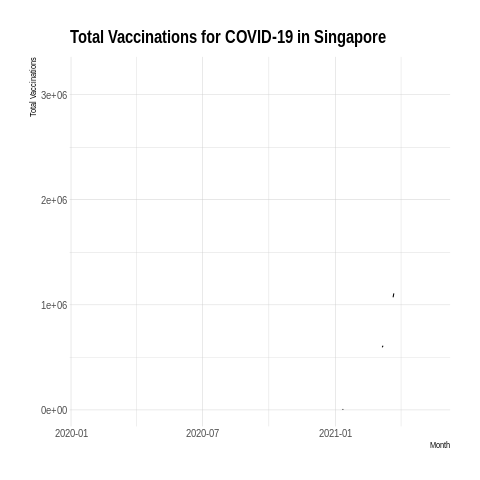 Total Vaccinations for COVID-19 in Singapore
Total Vaccinations
3e+06
2e+06
1e+06
0e+00
2020-01
2020-07
2021-01
Month